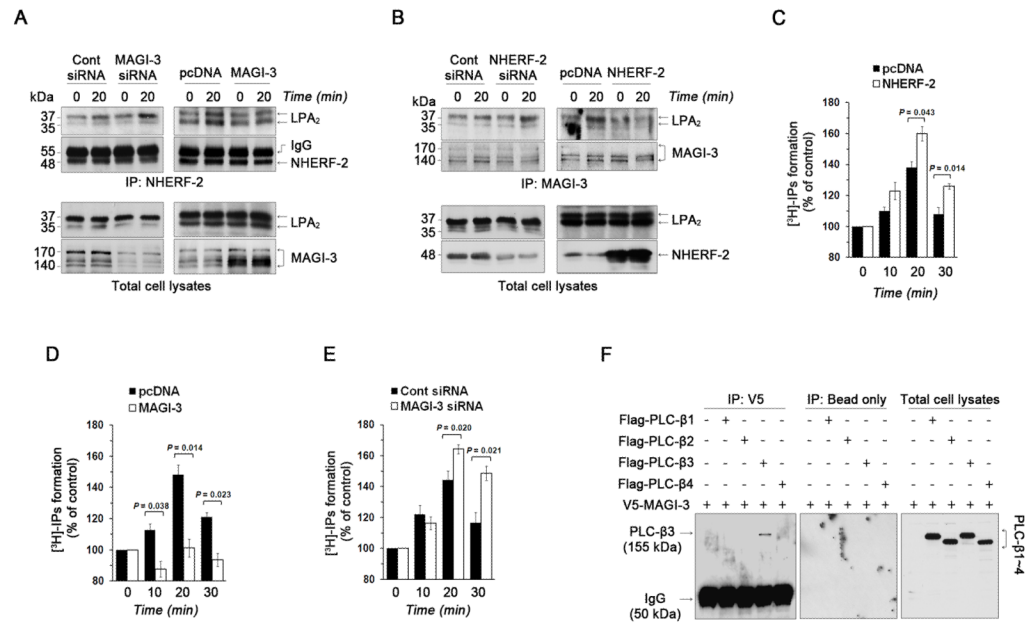 A
Cont siRNA MAGI-3 siRNA pcDNA MAGI-3
kDa 0 20 0 20 0 20 0 20 Time (min)
37 LPA₂
35
55 IgG
48 NHERF-2
IP: NHERF-2
37 LPA₂
35
170 MAGI-3
140
Total cell lysates
B
Cont siRNA NHERF-2 siRNA pcDNA NHERF-2
kDa 0 20 0 20 0 20 0 20 Time (min)
37 LPA₂
35
170 MAGI-3
140
IP: MAGI-3
37 LPA₂
35
48 NHERF-2
Total cell lysates
C
pcDNA
NHERF-2
[³H]-IPs formation
(% of control)
180
160
140
120
100
80
P = 0.043
P = 0.014
0 10 20 30
Time (min)
D
pcDNA
MAGI-3
[³H]-IPs formation
(% of control)
180
160
140
120
100
80
P = 0.038
P = 0.014
P = 0.023
0 10 20 30
Time (min)
E
Cont siRNA
MAGI-3 siRNA
[³H]-IPs formation
(% of control)
180
160
140
120
100
80
P = 0.020
P = 0.021
0 10 20 30
Time (min)
F
IP: V5 IP: Bead only Total cell lysates
Flag-PLC-β1 - + - - - - + - - - - + - - -
Flag-PLC-β2 - - + - - - - + - - - - + - -
Flag-PLC-β3 - - - + - - - - + - - - - + -
Flag-PLC-β4 - - - - + - - - - + - - - - +
V5-MAGI-3 + + + + + + + + + + + + + + +
PLC-β3
(155 kDa)
IgG
(50 kDa)
PLC-β1~4